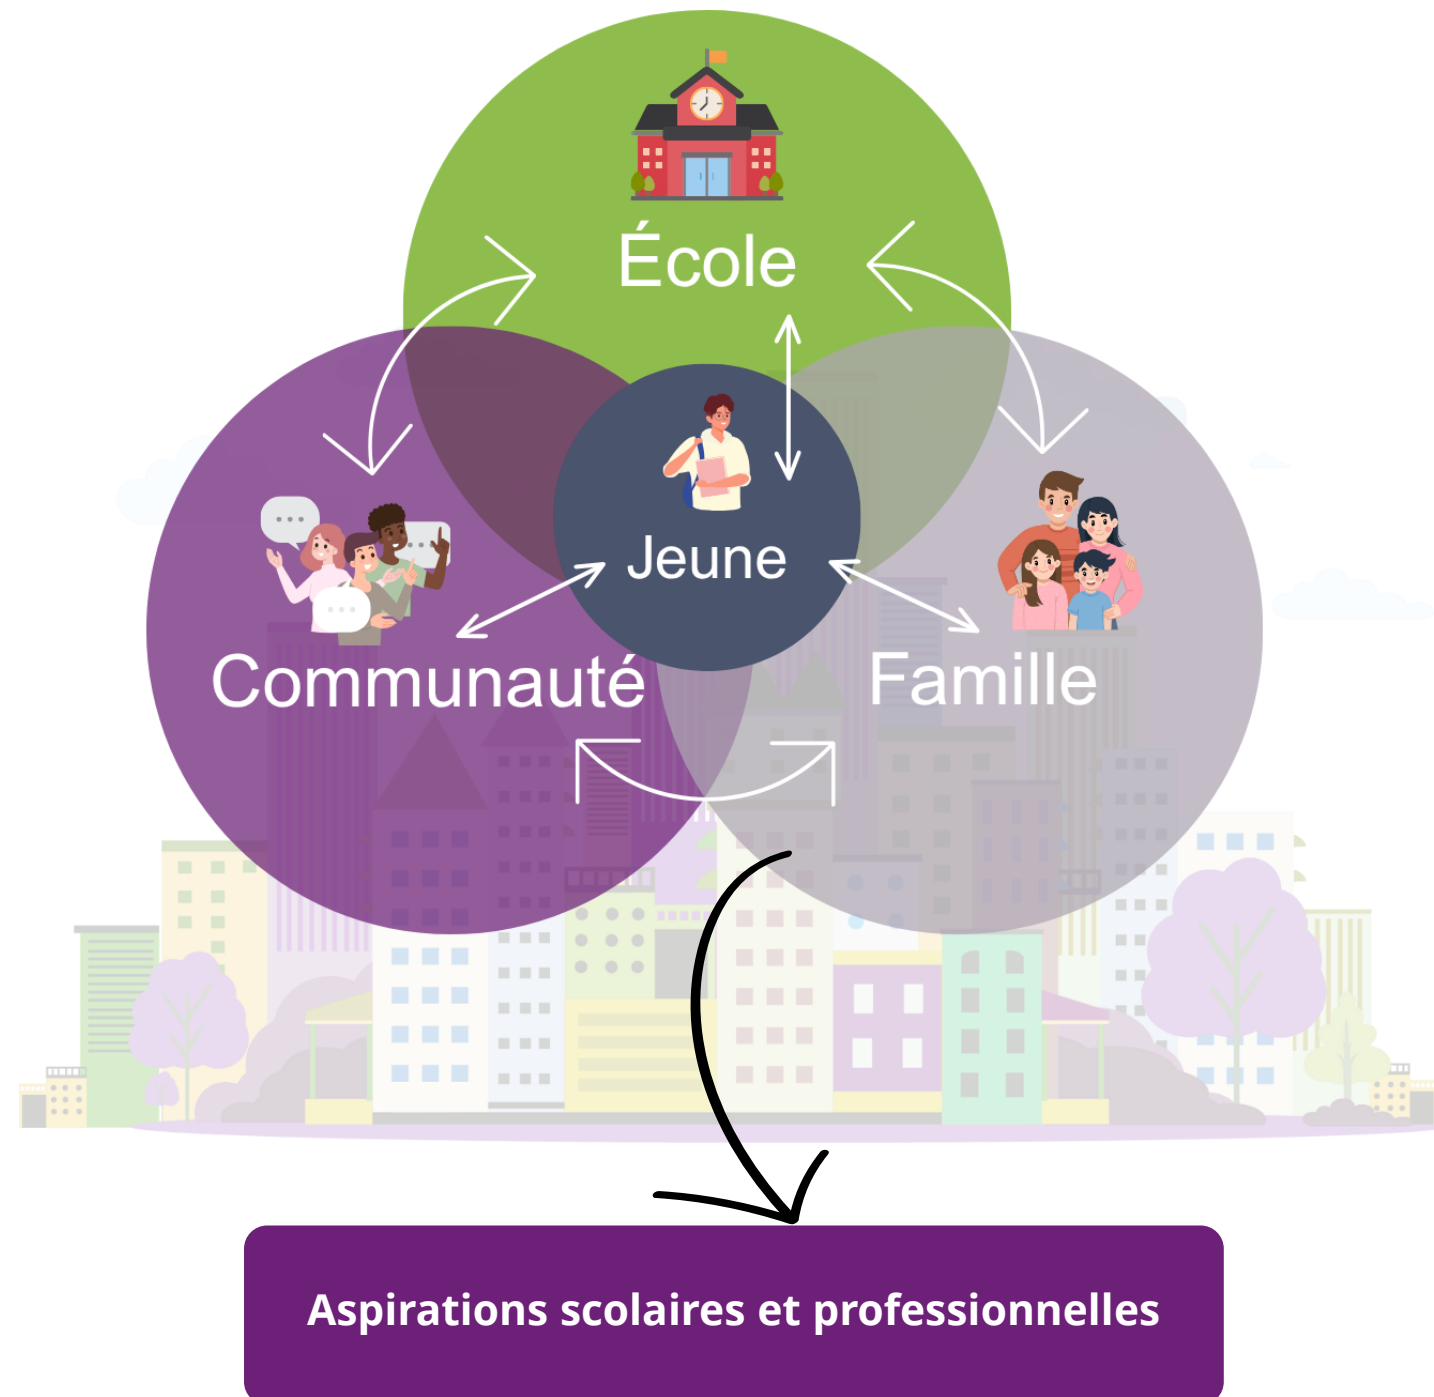 École
Jeune
Communauté
Famille
Aspirations scolaires et professionnelles